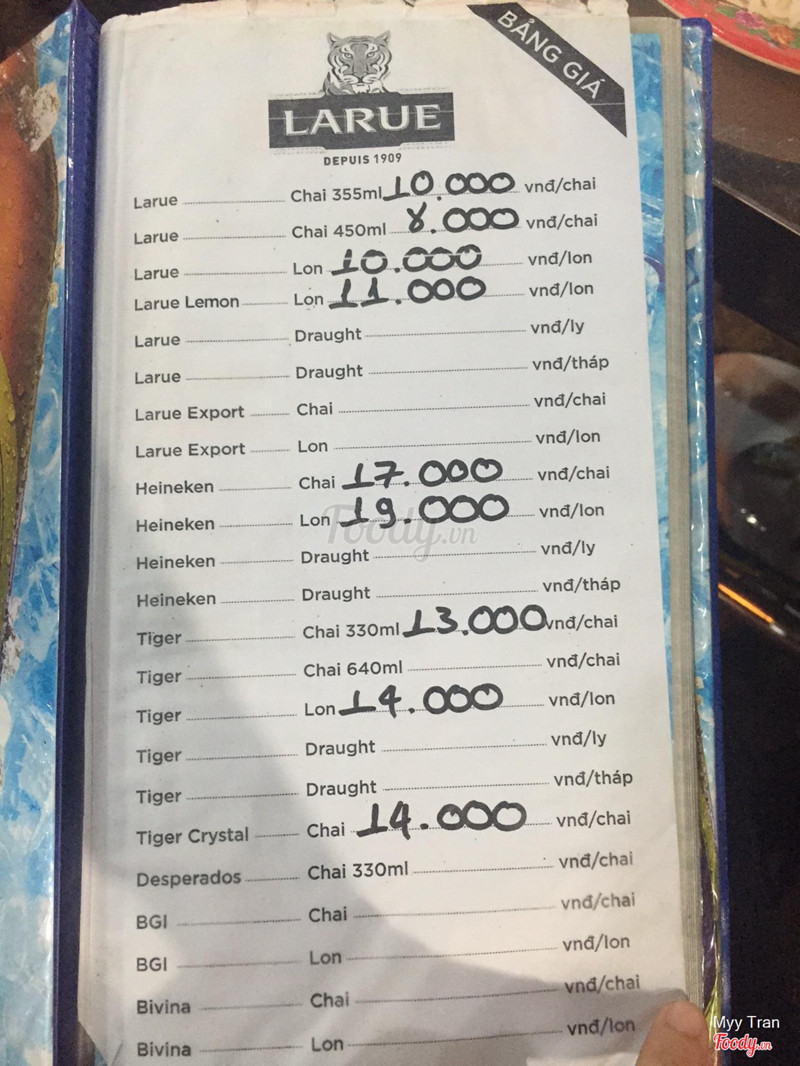 BẢNG GIÁ
LARUE
DEPUIS 1909
Larue Chai 355ml 10.000 vnđ/chai
Larue Chai 450ml 8.000 vnđ/chai
Larue Lon 10.000 vnđ/lon
Larue Lemon Lon 11.000 vnđ/lon
Larue Draught vnđ/ly
Larue Draught vnđ/tháp
Larue Export Chai vnđ/chai
Larue Export Lon vnđ/lon
Heineken Chai 17.000 vnđ/chai
Heineken Lon 19.000 vnđ/lon
Foody.vn
Heineken Draught vnđ/ly
Heineken Draught vnđ/tháp
Tiger Chai 330ml 13.000 vnđ/chai
Tiger Chai 640ml vnđ/chai
Tiger Lon 14.000 vnđ/lon
Tiger Draught vnđ/ly
Tiger Draught vnđ/tháp
Tiger Crystal Chai 14.000 vnđ/chai
Desperados Chai 330ml vnđ/chai
BGI Chai vnđ/chai
BGI Lon vnđ/lon
Bivina Chai vnđ/chai
Bivina Lon vnđ/lon
Myy Tran
Foody.vn